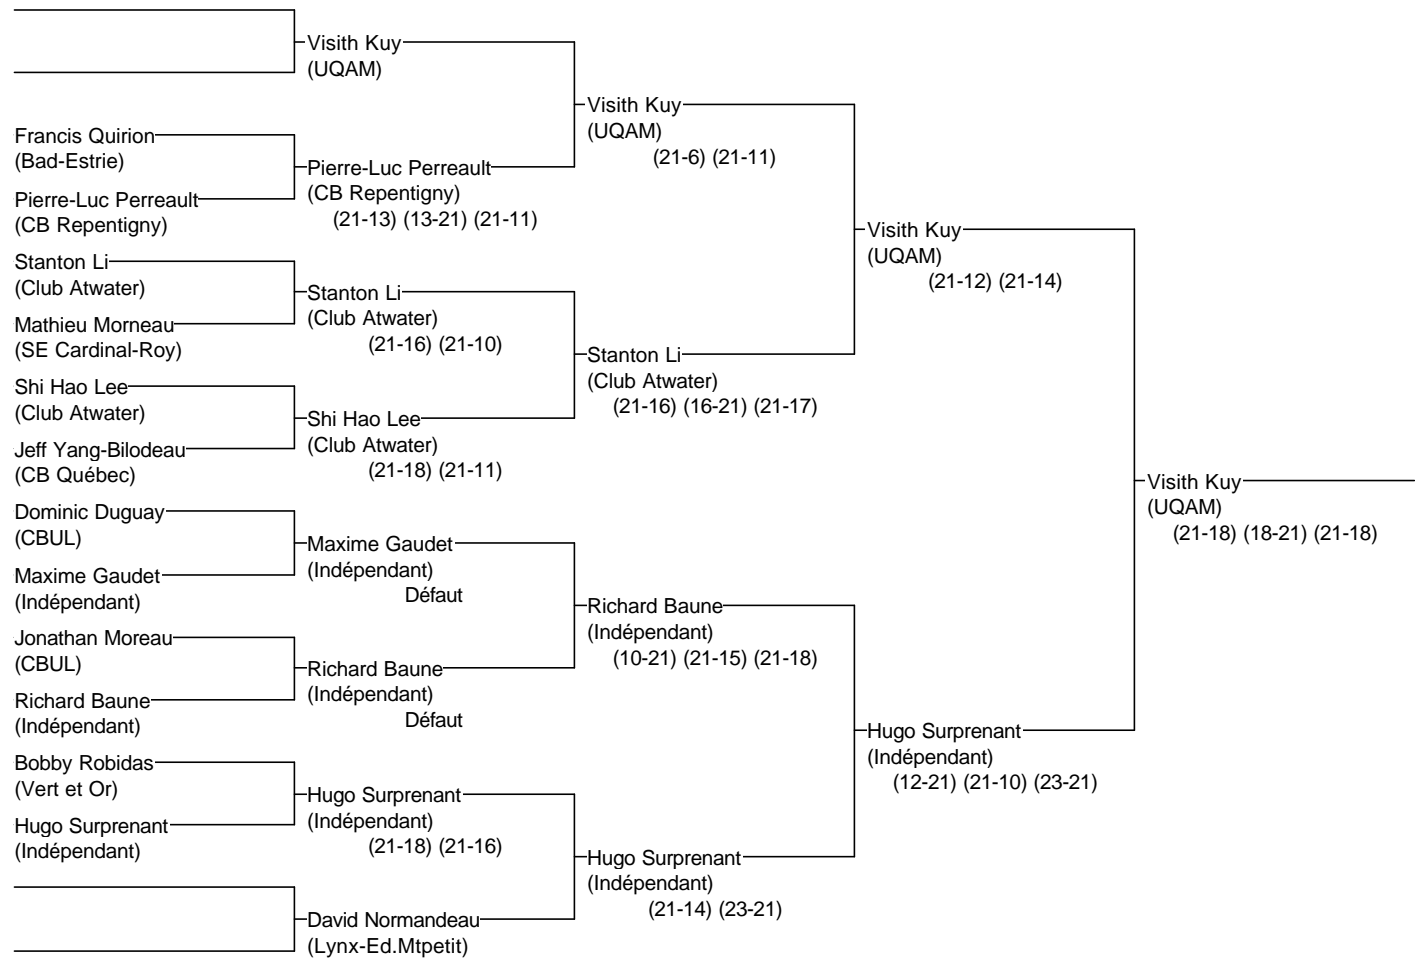 Visith Kuy
(UQAM)
Visith Kuy
(UQAM)
(21-6) (21-11)
Francis Quirion
(Bad-Estrie)
Pierre-Luc Perreault
(CB Repentigny)
(21-13) (13-21) (21-11)
Pierre-Luc Perreault
(CB Repentigny)
Visith Kuy
(UQAM)
(21-12) (21-14)
Stanton Li
(Club Atwater)
Stanton Li
(Club Atwater)
(21-16) (21-10)
Mathieu Morneau
(SE Cardinal-Roy)
Stanton Li
(Club Atwater)
(21-16) (16-21) (21-17)
Shi Hao Lee
(Club Atwater)
Shi Hao Lee
(Club Atwater)
(21-18) (21-11)
Jeff Yang-Bilodeau
(CB Québec)
Visith Kuy
(UQAM)
(21-18) (18-21) (21-18)
Dominic Duguay
(CBUL)
Maxime Gaudet
(Indépendant)
Défaut
Maxime Gaudet
(Indépendant)
Richard Baune
(Indépendant)
(10-21) (21-15) (21-18)
Jonathan Moreau
(CBUL)
Richard Baune
(Indépendant)
Défaut
Richard Baune
(Indépendant)
Hugo Surprenant
(Indépendant)
(12-21) (21-10) (23-21)
Bobby Robidas
(Vert et Or)
Hugo Surprenant
(Indépendant)
(21-18) (21-16)
Hugo Surprenant
(Indépendant)
Hugo Surprenant
(Indépendant)
(21-14) (23-21)
David Normandeau
(Lynx-Ed.Mtpetit)